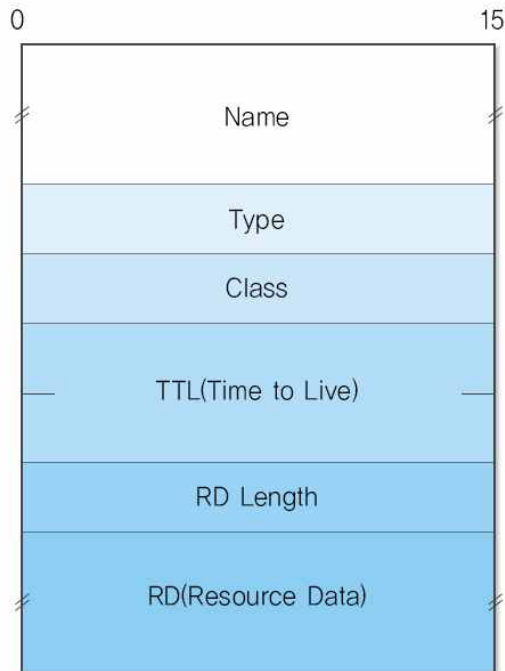 0 15
Name
Type
Class
TTL(Time to Live)
RD Length
RD(Resource Data)